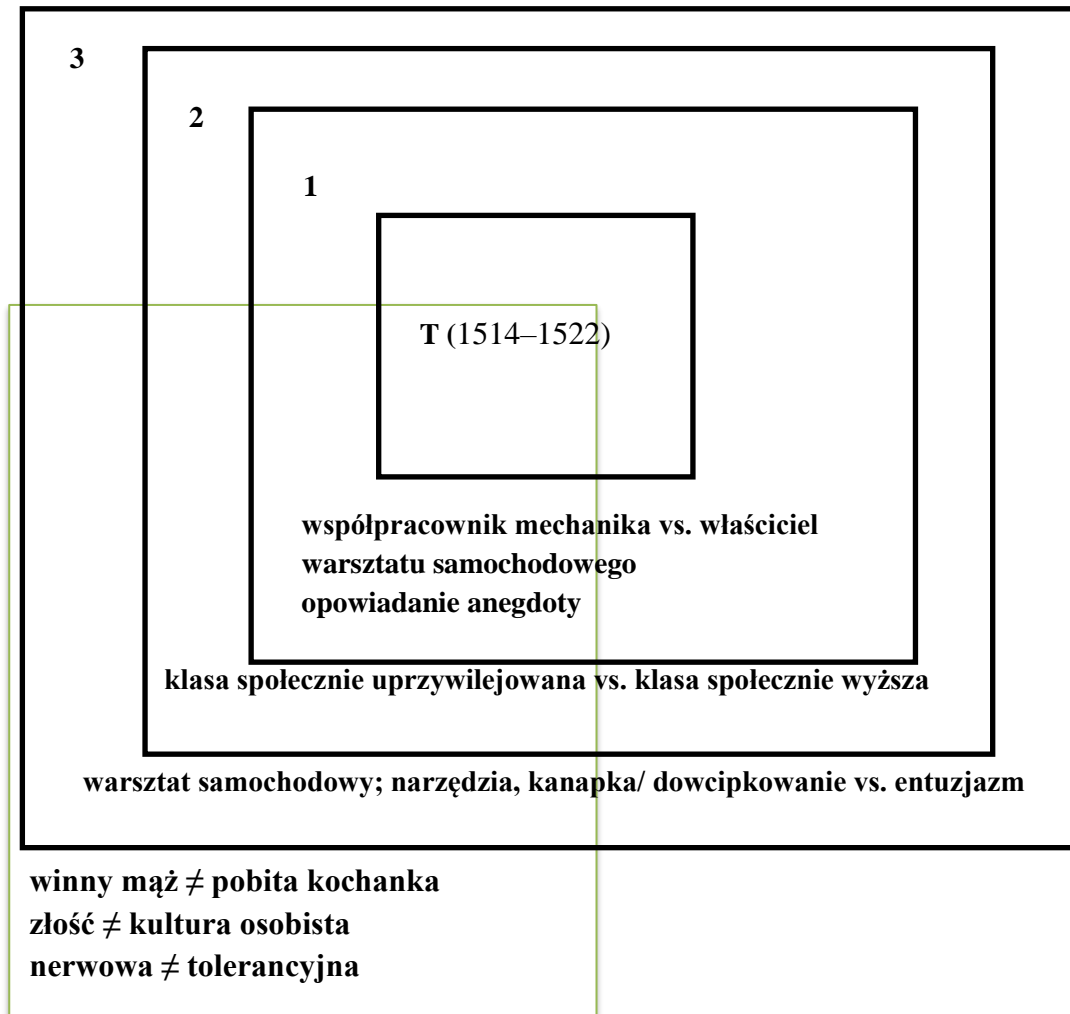 3
2
1
T (1514–1522)
współpracownik mechanika vs. właściciel
warsztatu samochodowego
opowiadanie anegdoty
klasa społecznie uprzywilejowana vs. klasa społecznie wyższa
warsztat samochodowy; narzędzia, kanapka/ dowcipkowanie vs. entuzjazm
winny mąż ≠ pobita kochanka
złość ≠ kultura osobista
nerwowa ≠ tolerancyjna